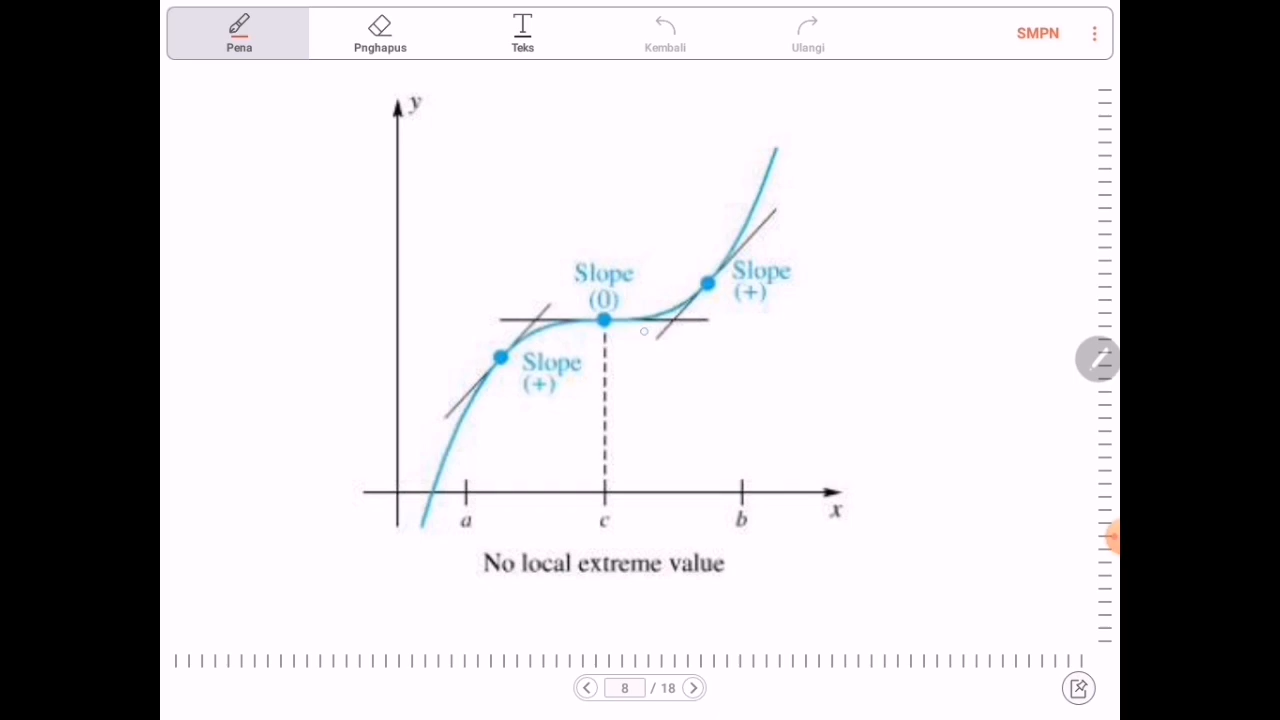 Pena Pnghapus Teks Kembali Ulangi SMPN
y
Slope
(0)
Slope
(+)
Slope
(+)
a c b x
No local extreme value
8 / 18